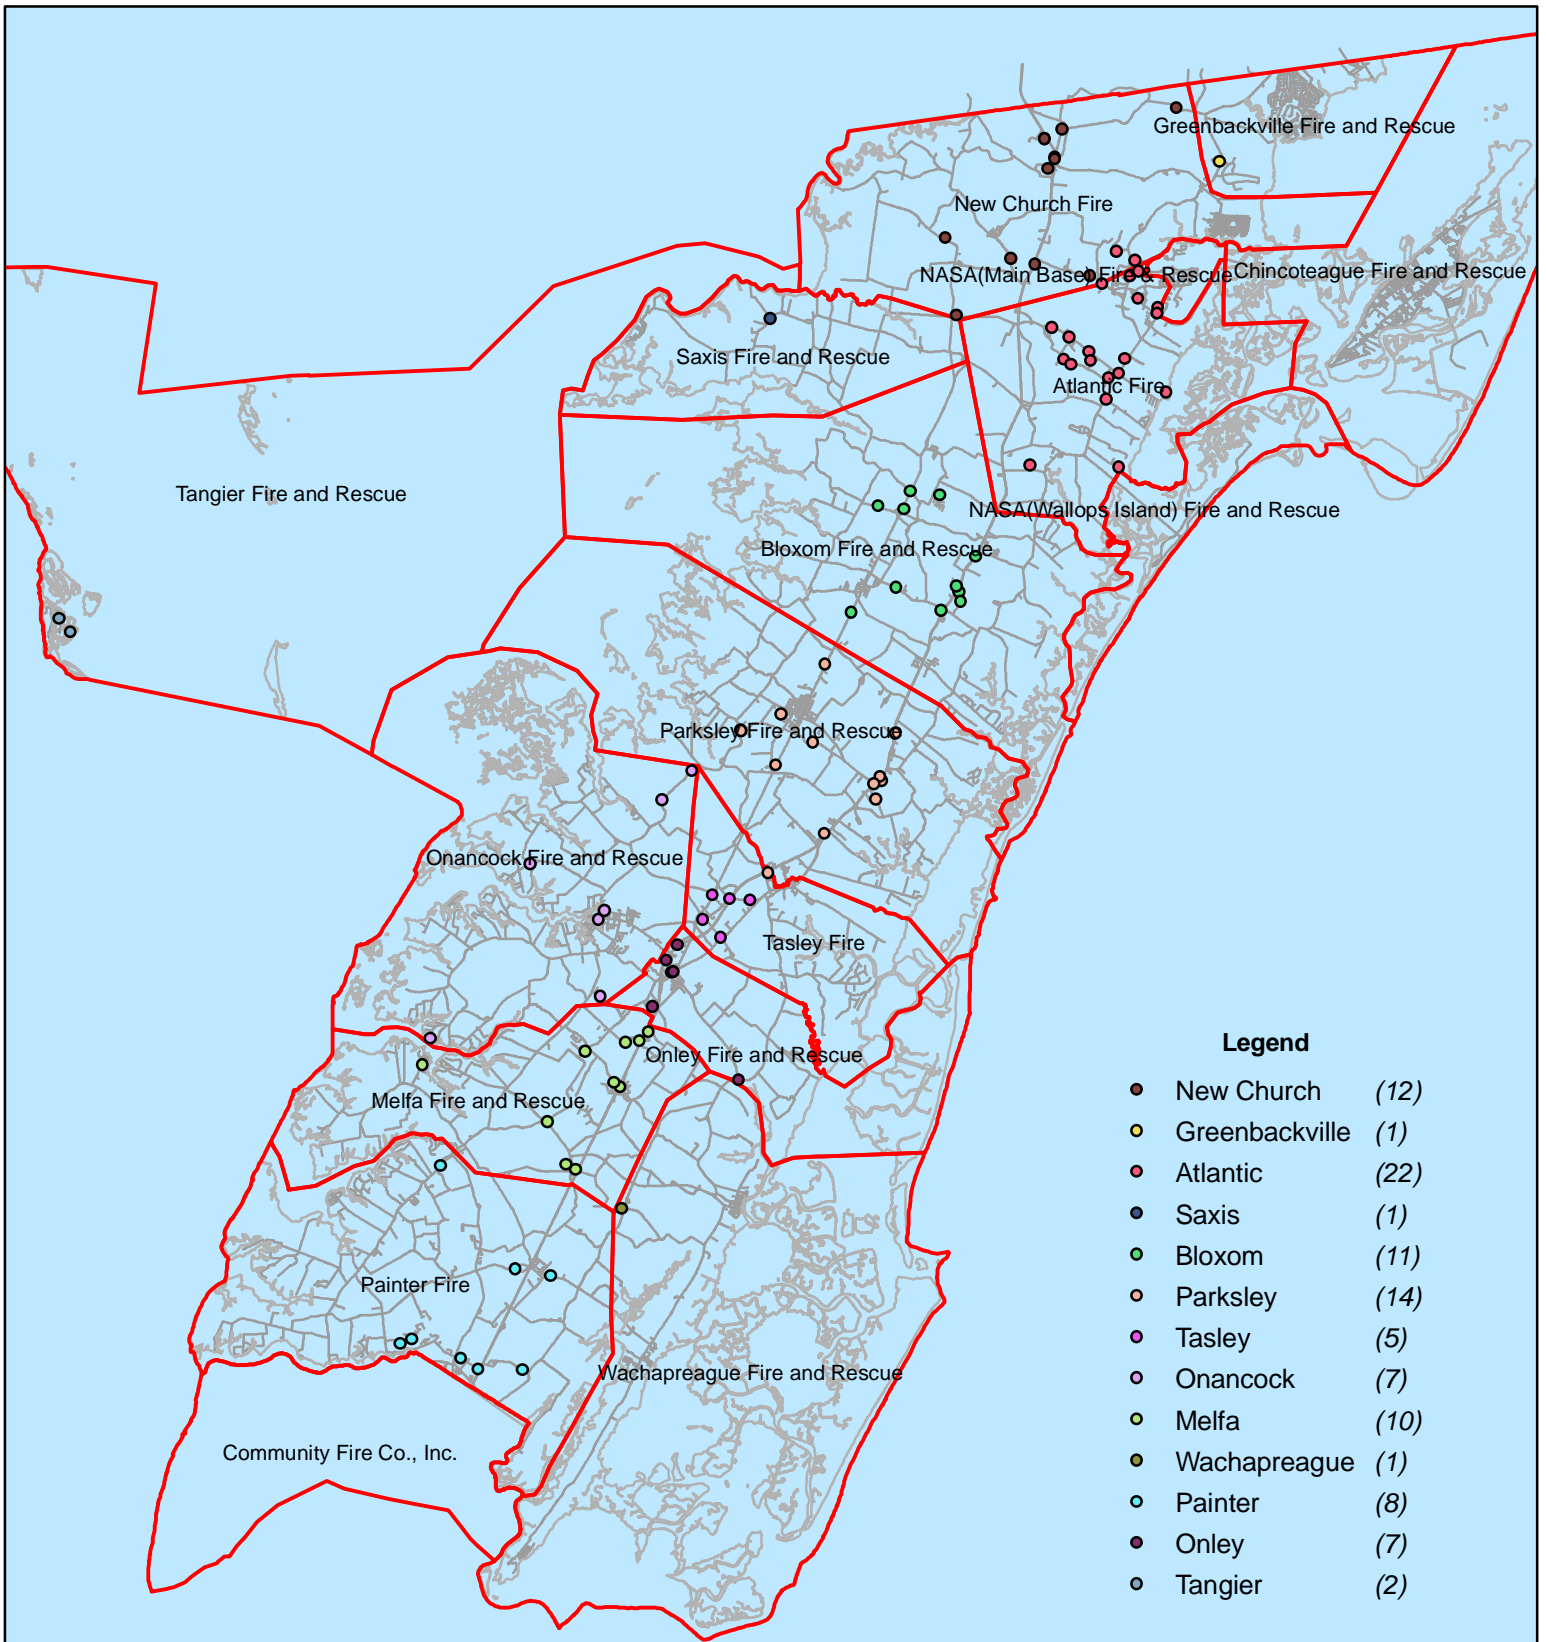 Greenbackville Fire and Rescue
New Church Fire
NASA(Main Base) Fire & Rescue
Chincoteague Fire and Rescue
Saxis Fire and Rescue
Atlantic Fire
Tangier Fire and Rescue
NASA(Wallops Island) Fire and Rescue
Bloxom Fire and Rescue
Parksley Fire and Rescue
Onancock Fire and Rescue
Tasley Fire
Onley Fire and Rescue
Melfa Fire and Rescue
Painter Fire
Wachapreague Fire and Rescue
Community Fire Co., Inc.
Legend
New Church (12)
Greenbackville (1)
Atlantic (22)
Saxis (1)
Bloxom (11)
Parksley (14)
Tasley (5)
Onancock (7)
Melfa (10)
Wachapreague (1)
Painter (8)
Onley (7)
Tangier (2)